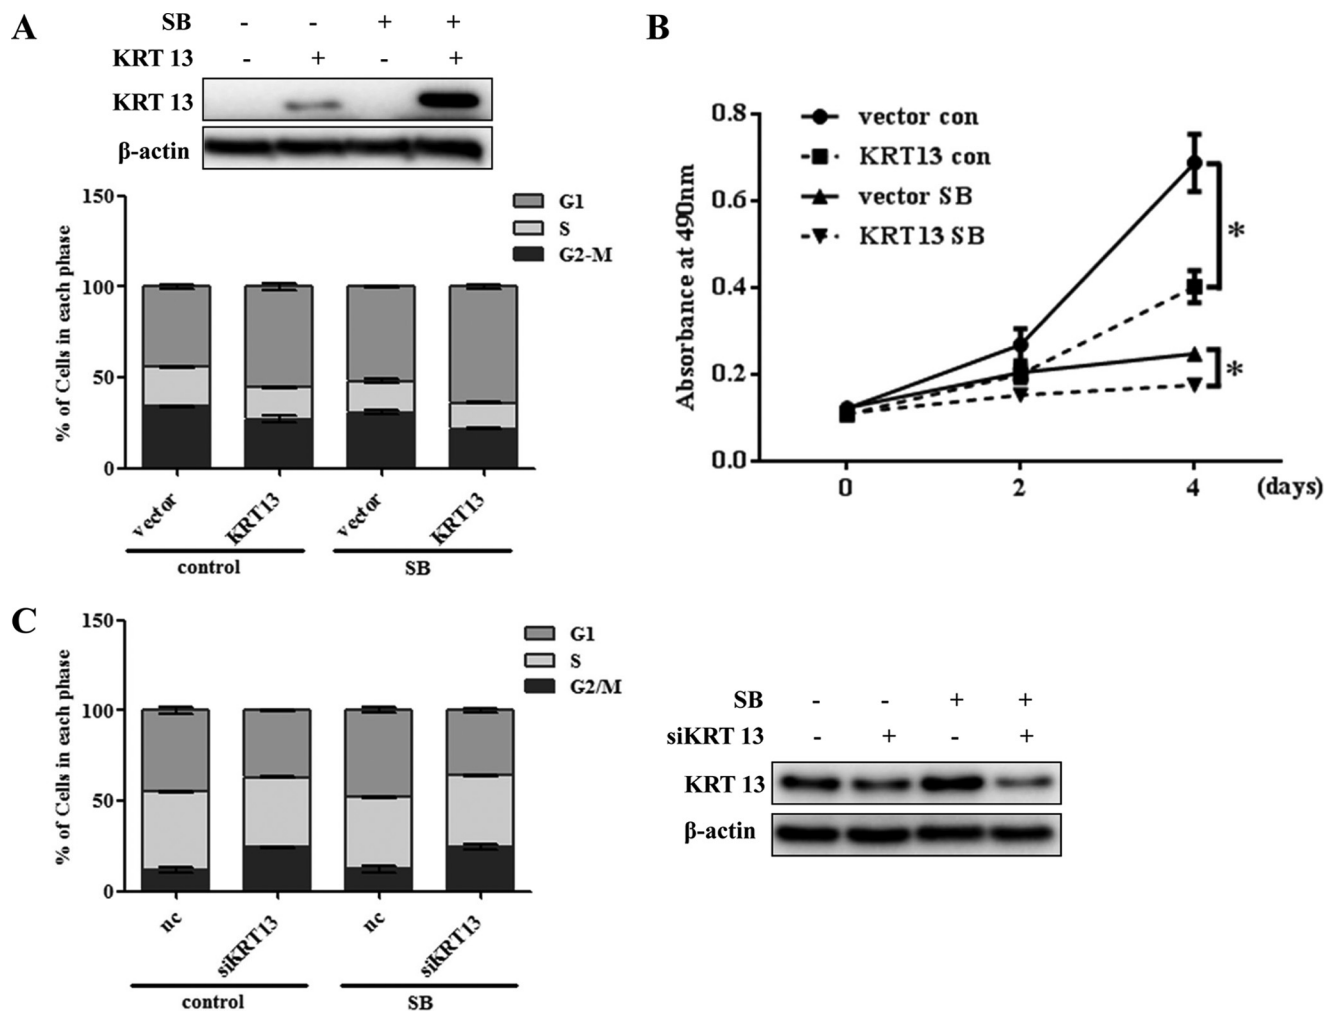 A
SB - - + +
KRT 13 - + - +
KRT 13
β-actin
150
100
50
0
% of Cells in each phase
G1
S
G2-M
vector
KRT13
vector
KRT13
control
SB
B
0.8
0.6
0.4
0.2
0.0
Absorbance at 490nm
vector con
KRT13 con
vector SB
KRT13 SB
*
*
0 2 4 (days)
C
150
100
50
0
% of Cells in each phase
G1
S
G2/M
nc
siKRT13
nc
siKRT13
control
SB
SB - - + +
siKRT 13 - + - +
KRT 13
β-actin